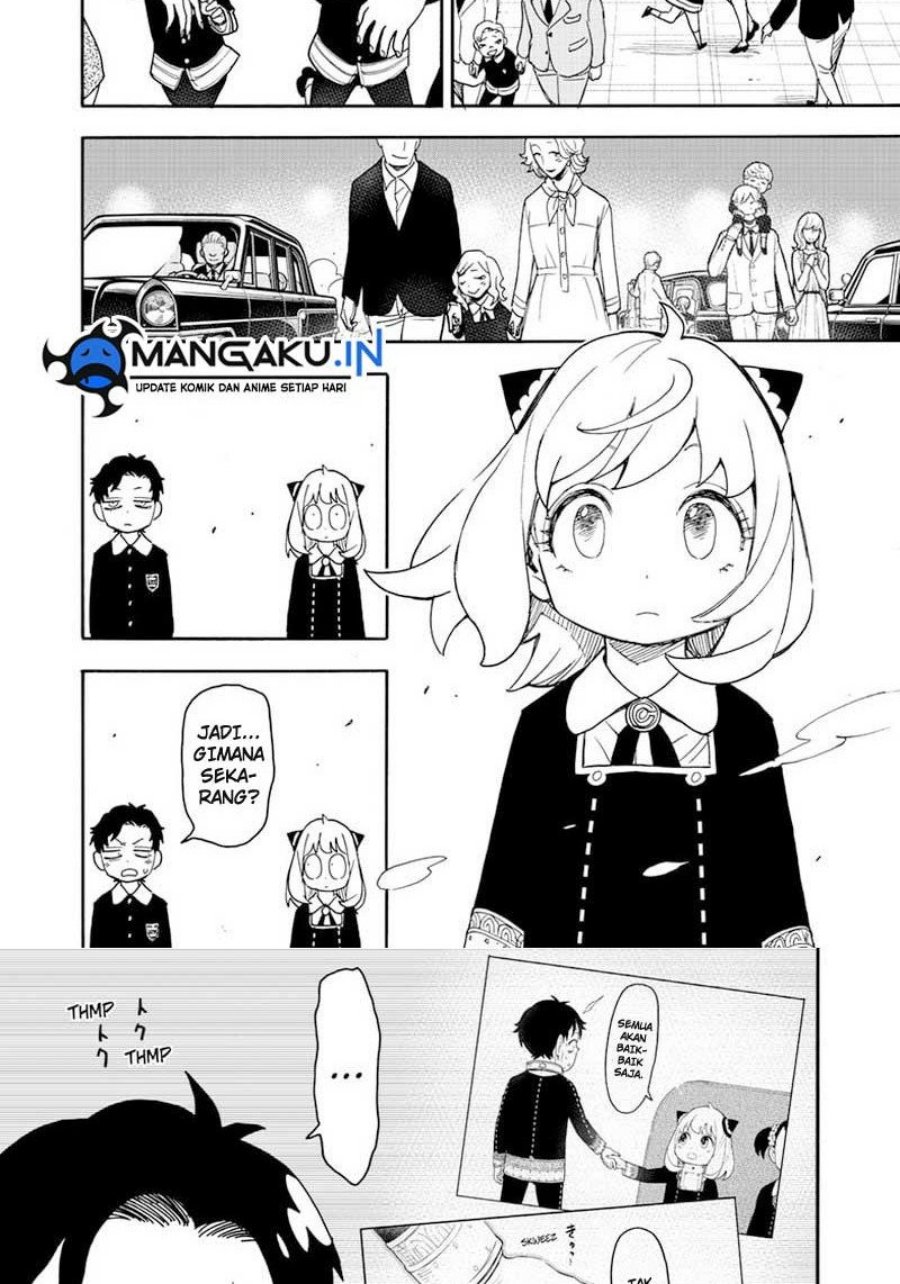 MANGAKU.IN
UPDATE KOMIK DAN ANIME SETIAP HARI
JADI...
GIMANA
SEKA-
RANG?
THMP
トク
トク
THMP
...
SEMUA
AKAN
BAIK-
BAIK
SAJA.
SKWEEZ
TAK